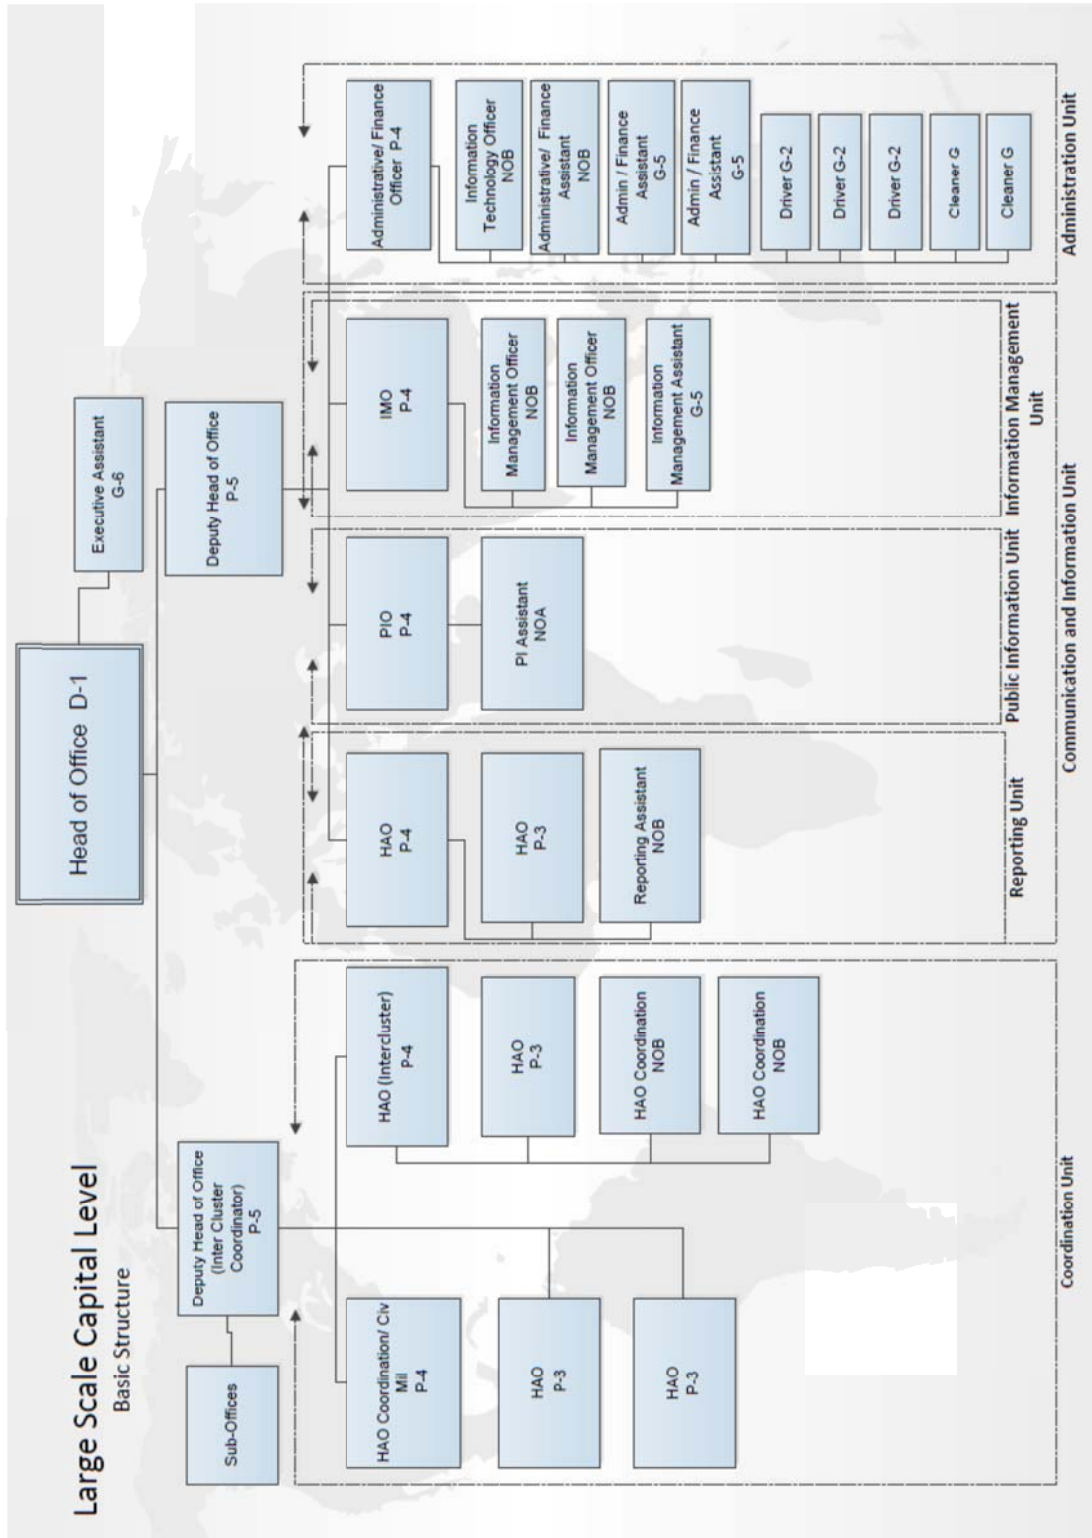 Large Scale Capital Level
Basic Structure
Head of Office D-1
Executive Assistant
G-6
Sub-Offices
Deputy Head of Office
(Inter Cluster
Coordinator)
P-5
Deputy Head of Office
P-5
HAO Coordination/ Civ
Mil
P-4
HAO
P-3
HAO
P-3
HAO (Intercluster)
P-4
HAO
P-3
HAO Coordination
NOB
HAO Coordination
NOB
Coordination Unit
HAO
P-4
HAO
P-3
Reporting Assistant
NOB
Reporting Unit
PIO
P-4
PI Assistant
NOA
Public Information Unit
IMO
P-4
Information
Management Officer
NOB
Information
Management Officer
NOB
Information
Management Assistant
G-5
Information Management
Unit
Communication and Information Unit
Administrative/ Finance
Officer P-4
Information
Technology Officer
NOB
Administrative/ Finance
Assistant
NOB
Admin / Finance
Assistant
G-5
Admin / Finance
Assistant
G-5
Driver G-2
Driver G-2
Driver G-2
Cleaner G
Cleaner G
Administration Unit